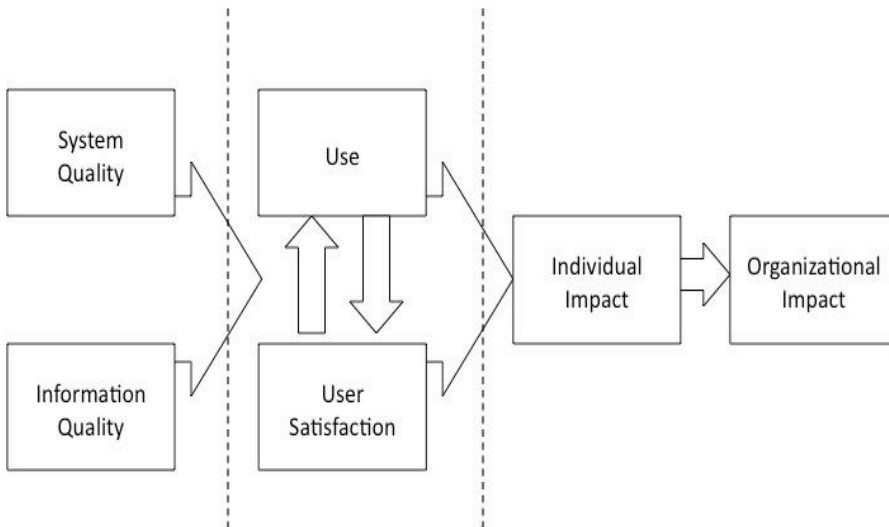 System
Quality
Use
Individual
Impact
Organizational
Impact
Information
Quality
User
Satisfaction